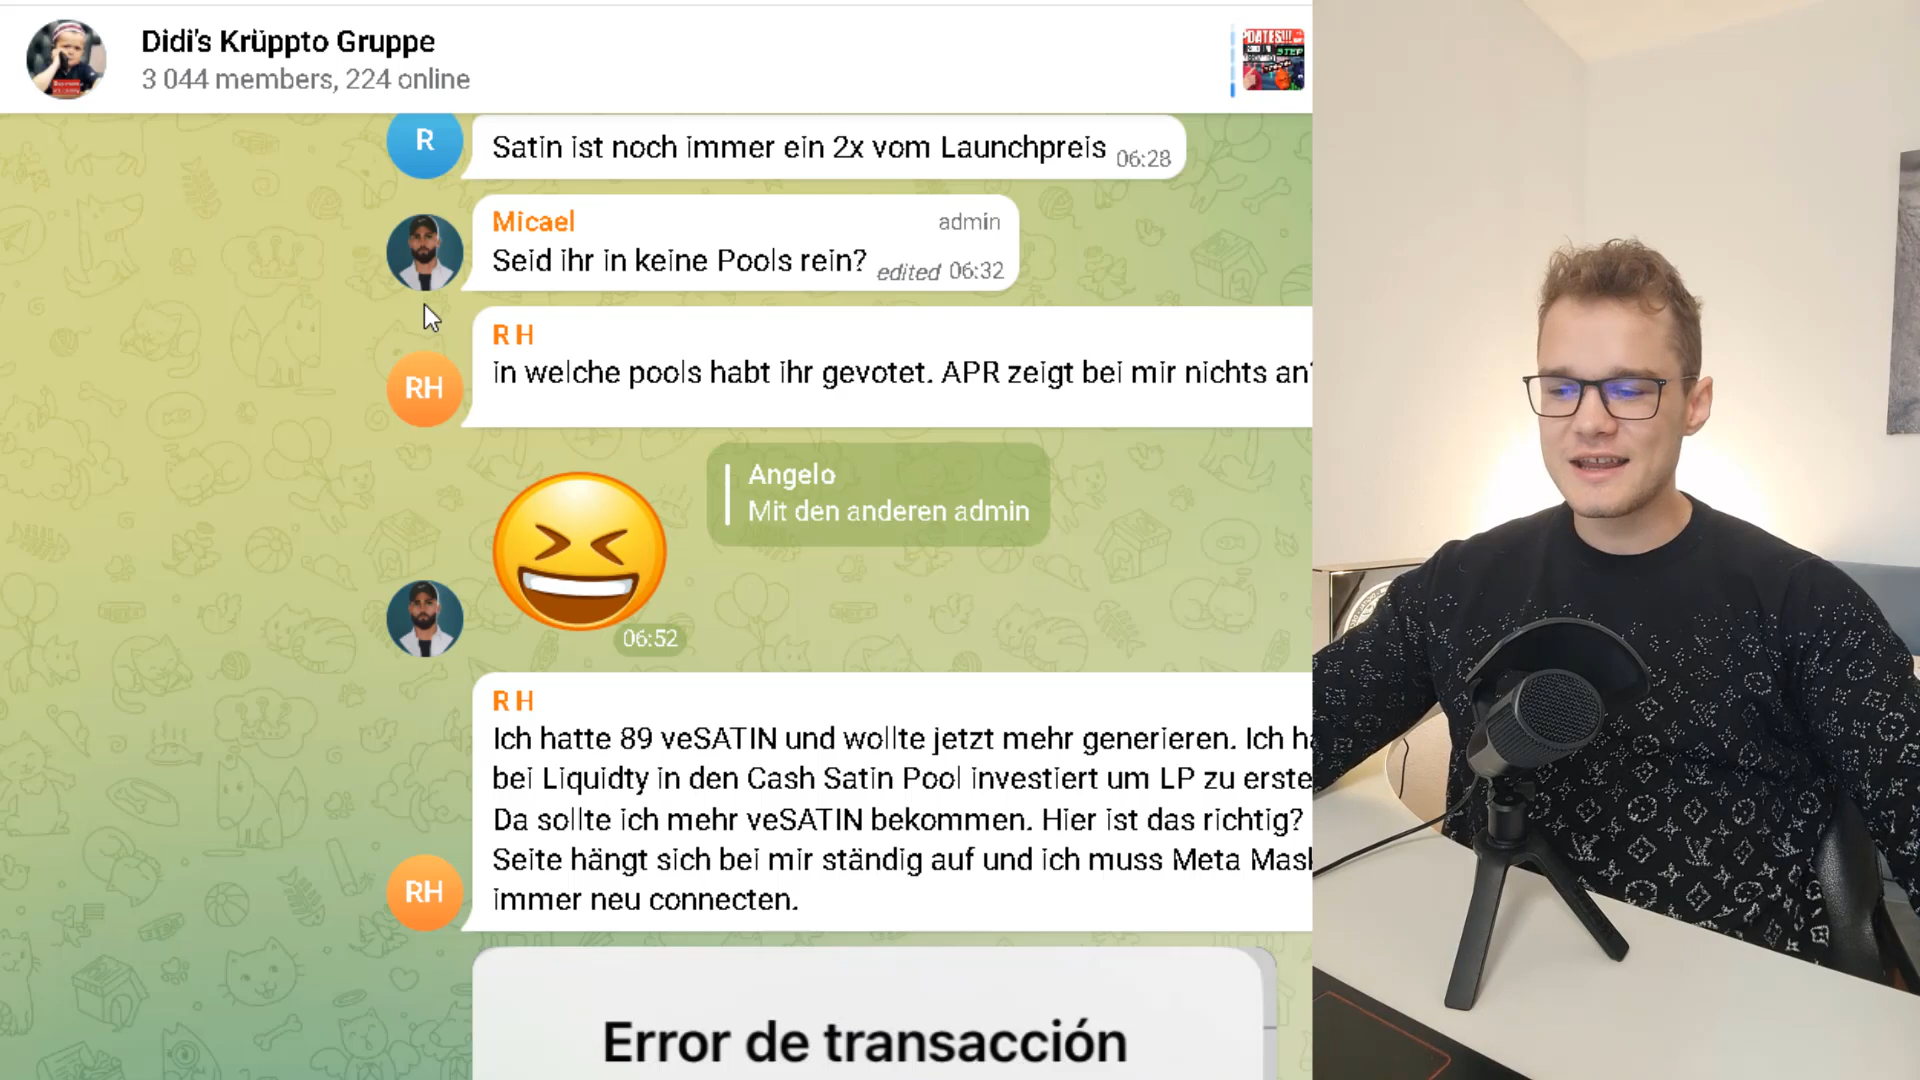 Didi's Krüppto Gruppe
3 044 members, 224 online
R
Satin ist noch immer ein 2x vom Launchpreis 06:28
Micael admin
Seid ihr in keine Pools rein? edited 06:32
R H
in welche pools habt ihr gevotet. APR zeigt bei mir nichts an
RH
Angelo
Mit den anderen admin
06:52
R H
Ich hatte 89 veSATIN und wollte jetzt mehr generieren. Ich
bei Liquidty in den Cash Satin Pool investiert um LP zu
Da sollte ich mehr veSATIN bekommen. Hier ist das richtig?
Seite hängt sich bei mir ständig auf und ich muss Meta
immer neu connecten.
RH
Error de transacción